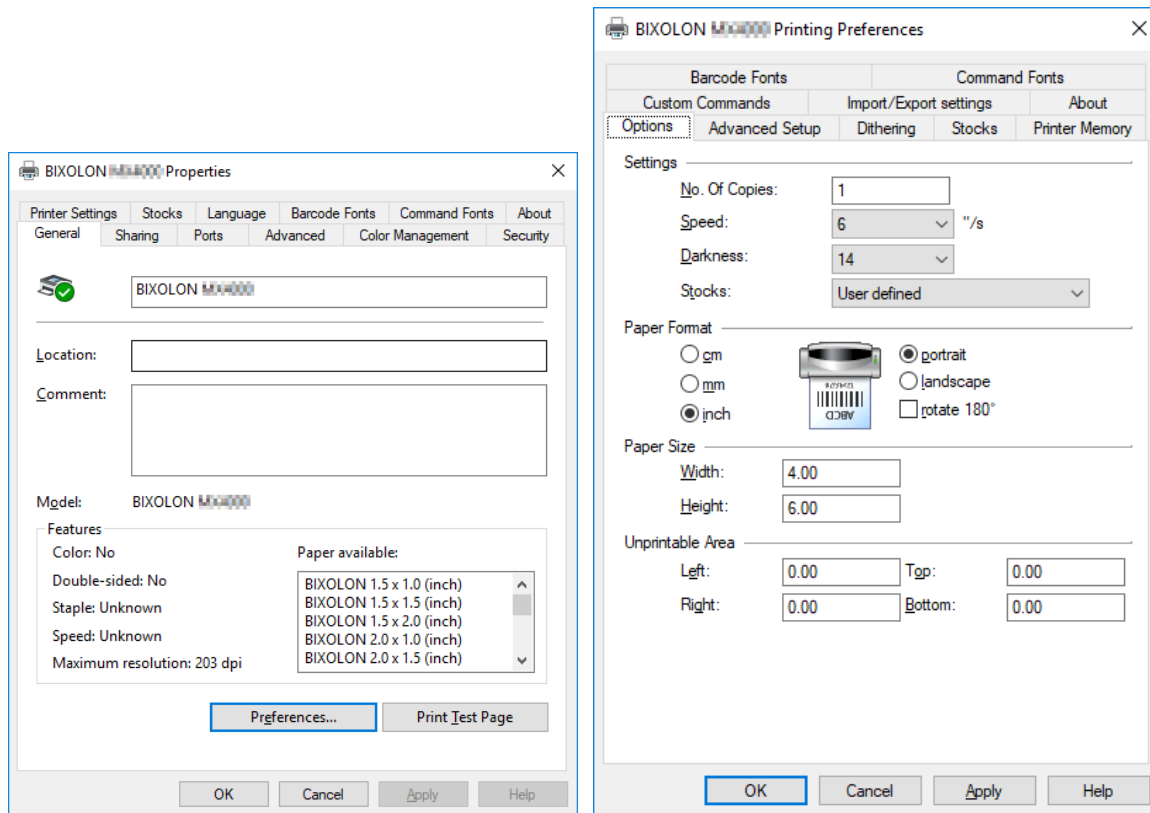 BIXOLON Properties
Printer Settings Stocks Language Barcode Fonts Command Fonts About
General Sharing Ports Advanced Color Management Security
BIXOLON
Location:
Comment:
Model: BIXOLON
Features
Color: No
Double-sided: No
Staple: Unknown
Speed: Unknown
Maximum resolution: 203 dpi
Paper available:
BIXOLON 1.5 x 1.0 (inch)
BIXOLON 1.5 x 1.5 (inch)
BIXOLON 1.5 x 2.0 (inch)
BIXOLON 2.0 x 1.0 (inch)
BIXOLON 2.0 x 1.5 (inch)
Preferences... Print Test Page
OK Cancel Apply Help
BIXOLON Printing Preferences
Barcode Fonts Command Fonts
Custom Commands Import/Export settings About
Options Advanced Setup Dithering Stocks Printer Memory
Settings
No. Of Copies: 1
Speed: 6 "/s
Darkness: 14
Stocks: User defined
Paper Format
cm
mm
inch
ABCD
portrait
landscape
rotate 180°
Paper Size
Width: 4.00
Height: 6.00
Unprintable Area
Left: 0.00 Top: 0.00
Right: 0.00 Bottom: 0.00
OK Cancel Apply Help